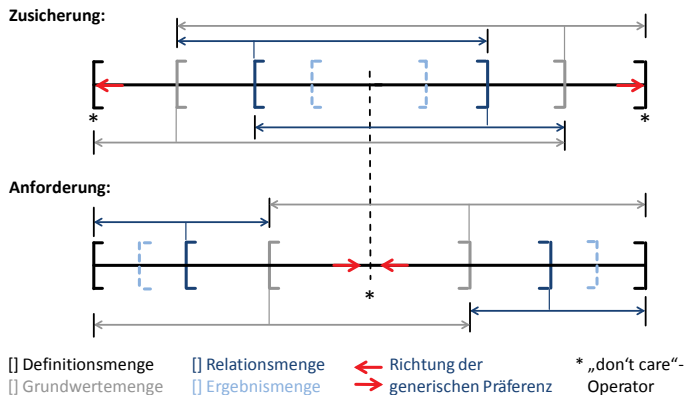 Zusicherung:
* *
Anforderung:
*
[] Definitionsmenge [] Relationsmenge Richtung der * „don't care“-
[] Grundwertemenge [] Ergebnismenge generischen Präferenz Operator